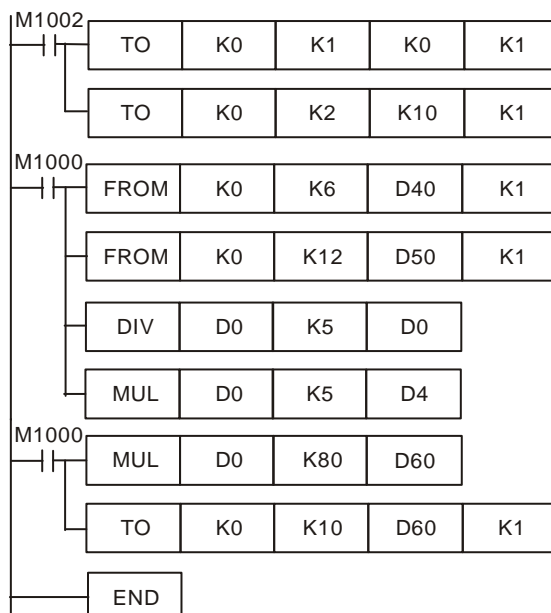 M1002
TO K0 K1 K0 K1
TO K0 K2 K10 K1
M1000
FROM K0 K6 D40 K1
FROM K0 K12 D50 K1
DIV D0 K5 D0
MUL D0 K5 D4
M1000
MUL D0 K80 D60
TO K0 K10 D60 K1
END